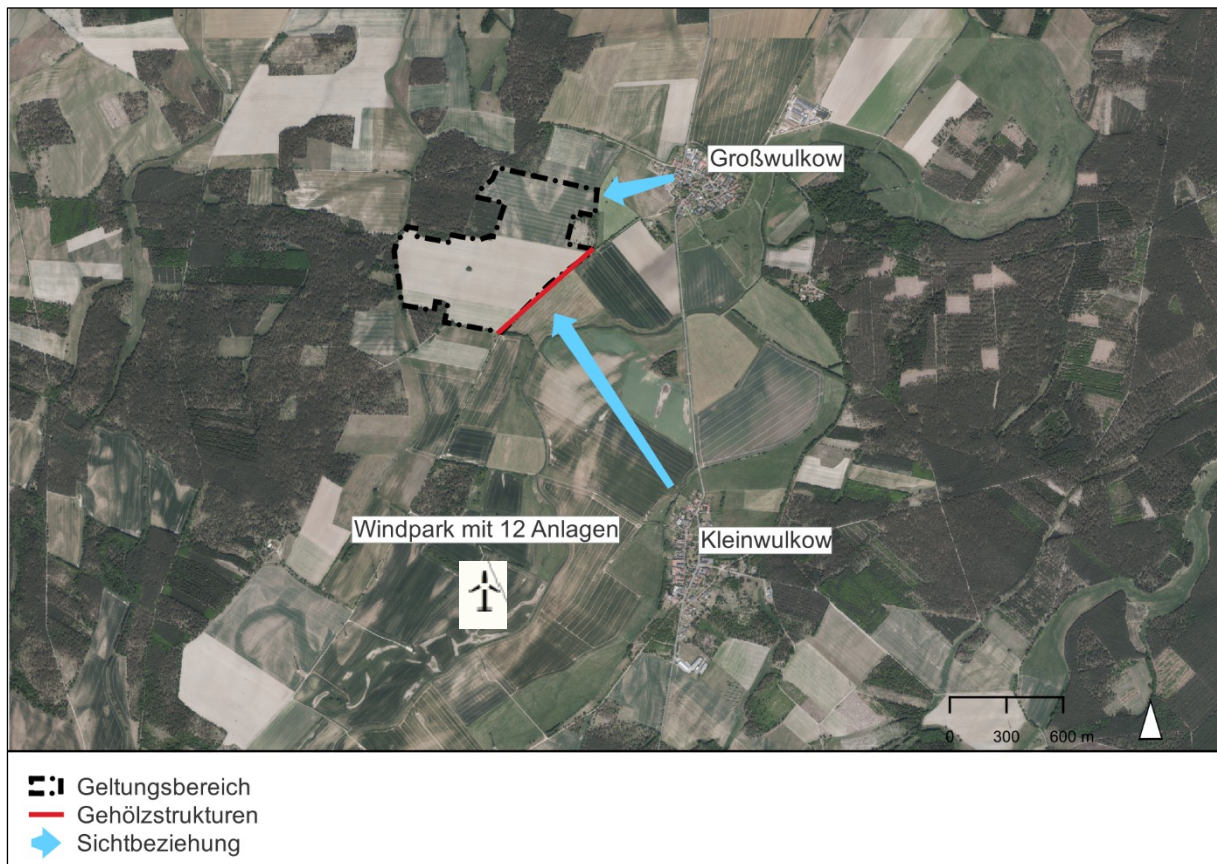 Großwulkow
Windpark mit 12 Anlagen
Kleinwulkow
0 300 600 m
Geltungsbereich
Gehölzstrukturen
Sichtbeziehung